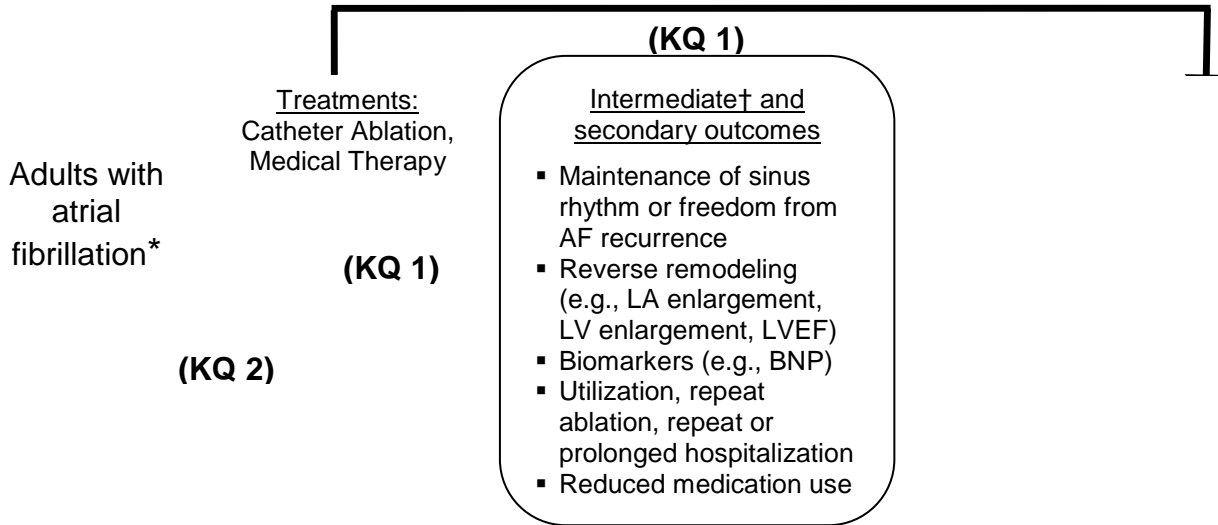 (KQ 1)
Treatments:
Catheter Ablation,
Medical Therapy
Adults with
atrial
fibrillation*
(KQ 1)
(KQ 2)
Intermediate† and
secondary outcomes
▪ Maintenance of sinus
rhythm or freedom from
AF recurrence
▪ Reverse remodeling
(e.g., LA enlargement,
LV enlargement, LVEF)
▪ Biomarkers (e.g., BNP)
▪ Utilization, repeat
ablation, repeat or
prolonged hospitalization
▪ Reduced medication use